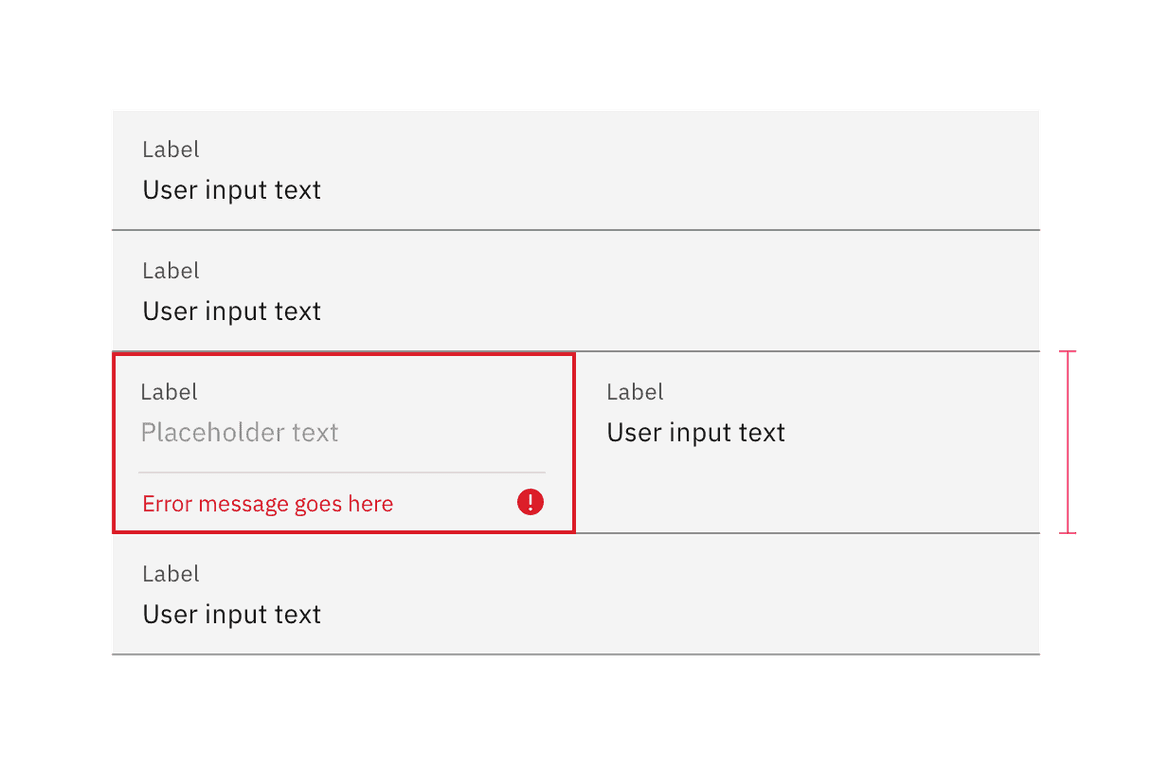 Label
User input text
Label
User input text
Label
Placeholder text
Error message goes here
Label
User input text
Label
User input text